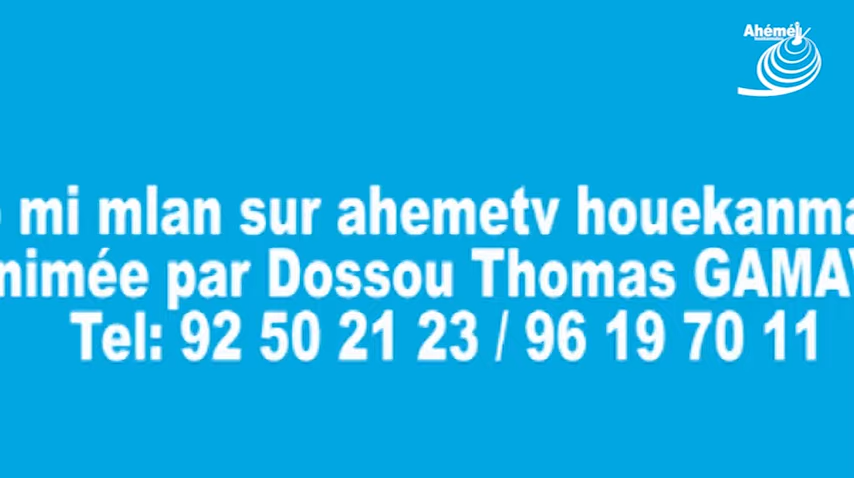 Ahémé
mi mlan sur ahemetv houekanma
nimée par Dossou Thomas GAMA
Tel: 92 50 21 23 / 96 19 70 11